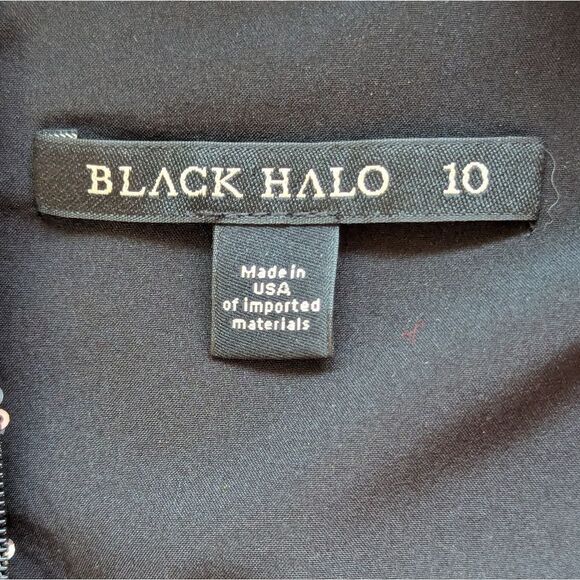 BLACK HALO 10
Made in
USA
of imported
materials